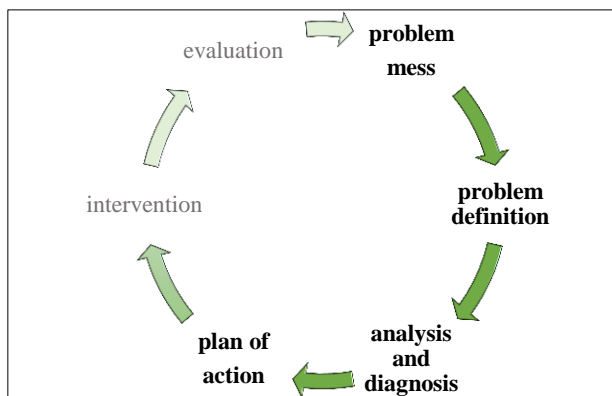 problem
mess
problem
definition
analysis
and
diagnosis
plan of
action
intervention
evaluation